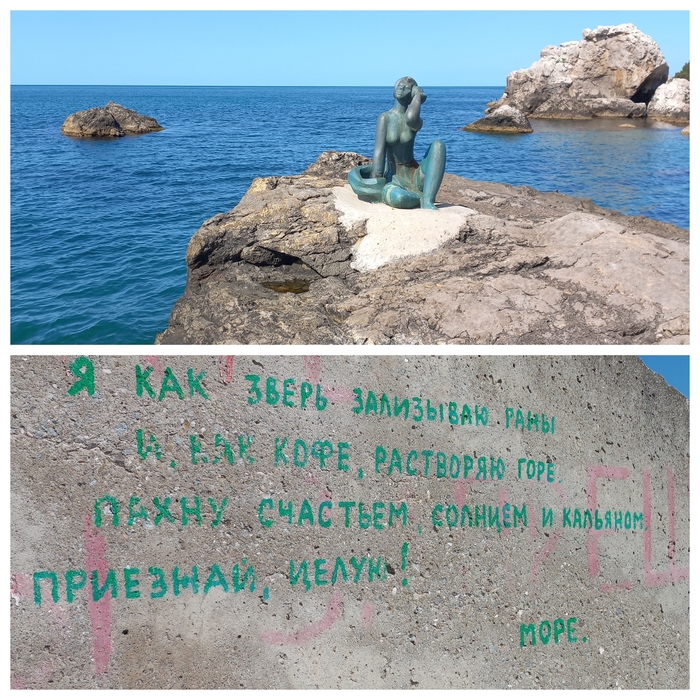 Я КАК ЗВЕРЬ ЗАЛИЗЫВАЮ РАНЫ
И, КАК КОФЕ, РАСТВОРЯЮ ГОРЕ.
ПАХНУ СЧАСТЬЕМ, СОЛНЦЕМ И КАЛЬЯНОМ
ПРИЕЗЖАЙ, ЦЕЛУЮ!
МОРЕ.